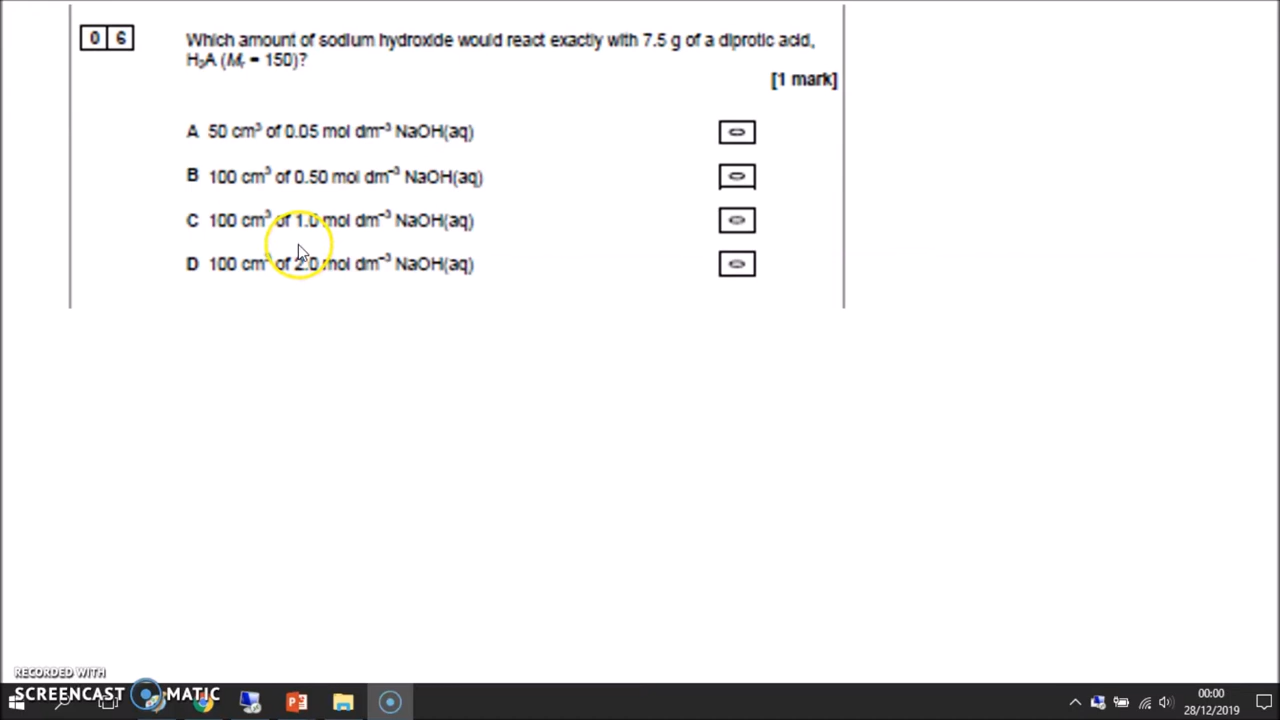 0 6
Which amount of sodium hydroxide would react exactly with 7.5 g of a diprotic acid,
H₂A (Mᵣ = 150)?
[1 mark]
A 50 cm³ of 0.05 mol dm⁻³ NaOH(aq)
B 100 cm³ of 0.50 mol dm⁻³ NaOH(aq)
C 100 cm³ of 1.0 mol dm⁻³ NaOH(aq)
D 100 cm³ of 2.0 mol dm⁻³ NaOH(aq)
RECORDED WITH
SCREENCAST MATIC
00:00
28/12/2019